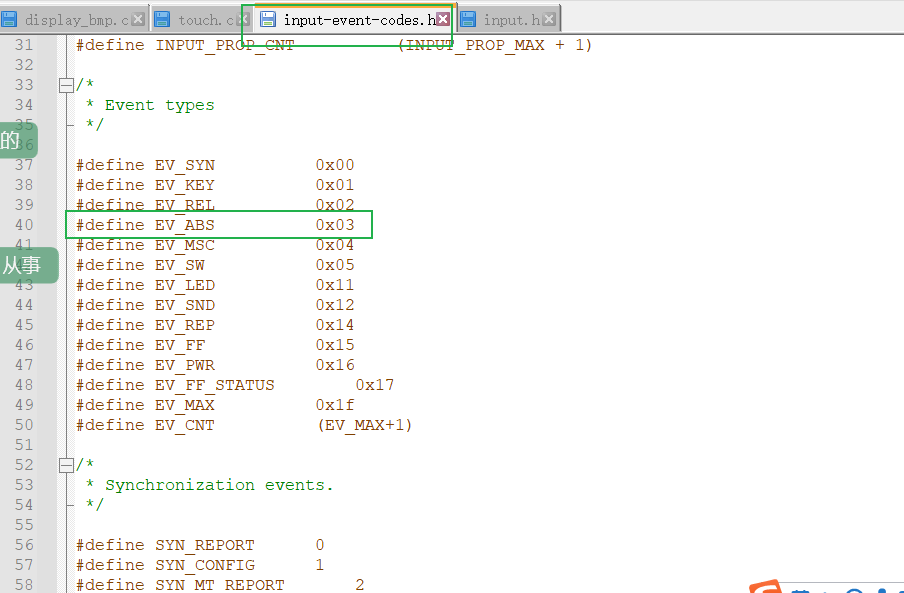 display_bmp.c touch.c input-event-codes.h input.h
31 #define INPUT_PROP_CNT (INPUT_PROP_MAX + 1)
32
33 /*
34 * Event types
35 */
的
36
37 #define EV_SYN 0x00
38 #define EV_KEY 0x01
39 #define EV_REL 0x02
40 #define EV_ABS 0x03
41 #define EV_MSC 0x04
从事 #define EV_SW 0x05
43 #define EV_LED 0x11
44 #define EV_SND 0x12
45 #define EV_REP 0x14
46 #define EV_FF 0x15
47 #define EV_PWR 0x16
48 #define EV_FF_STATUS 0x17
49 #define EV_MAX 0x1f
50 #define EV_CNT (EV_MAX+1)
51
52 /*
53 * Synchronization events.
54 */
55
56 #define SYN_REPORT 0
57 #define SYN_CONFIG 1
58 #define SYN_MT_REPORT 2